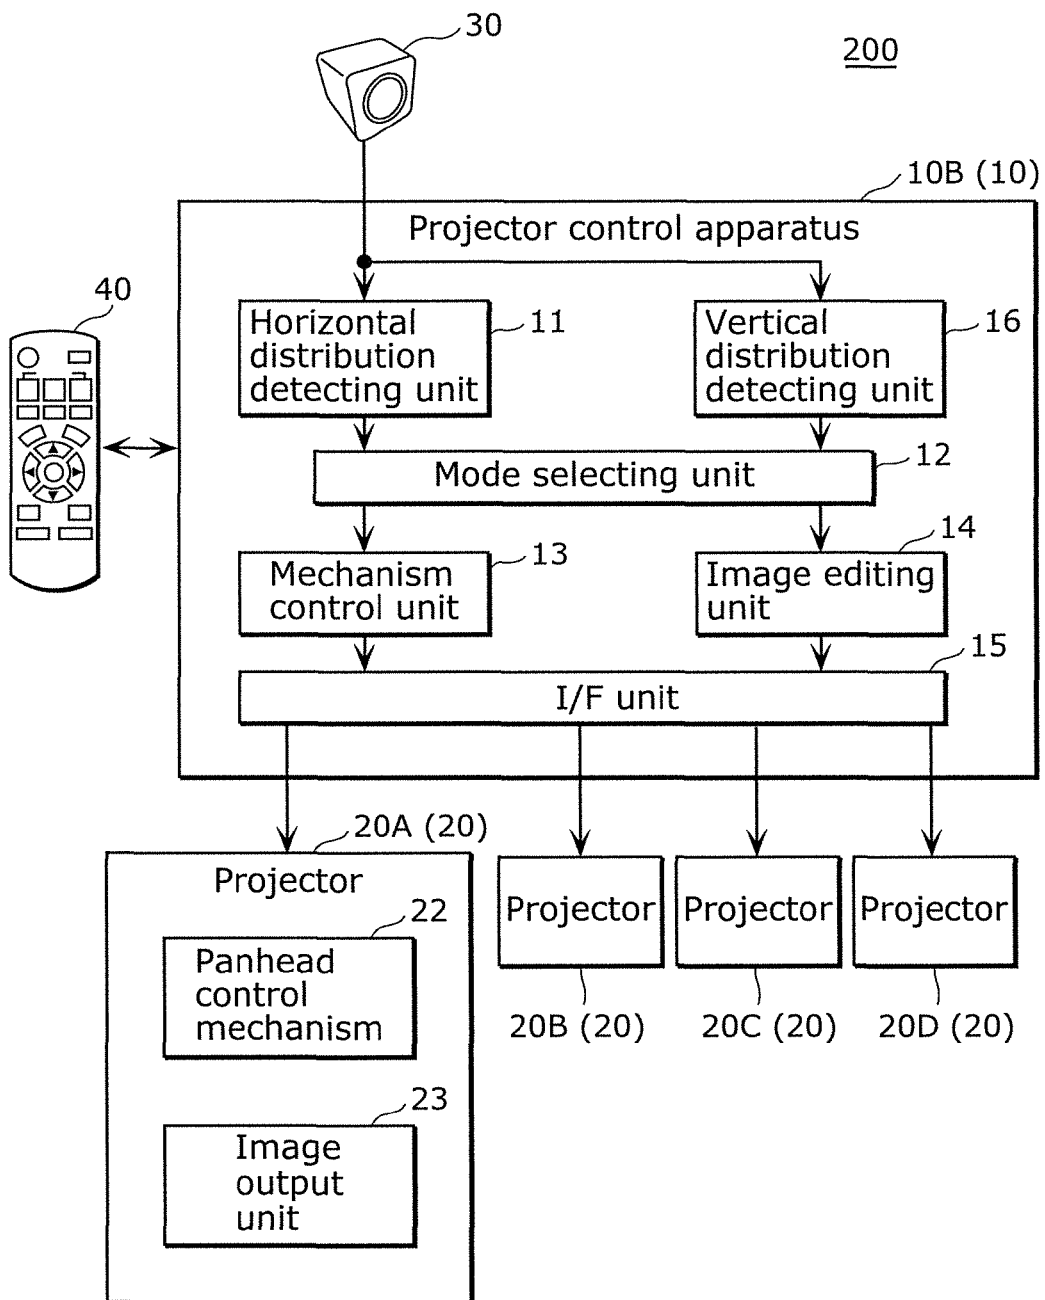 30
200
10B (10)
Projector control apparatus
40
Horizontal
distribution
detecting unit
11
Vertical
distribution
detecting unit
16
Mode selecting unit
12
Mechanism
control unit
13
Image editing
unit
14
15
I/F unit
20A (20)
Projector
22
Panhead
control
mechanism
23
Image
output
unit
Projector
Projector
Projector
20B (20)
20C (20)
20D (20)